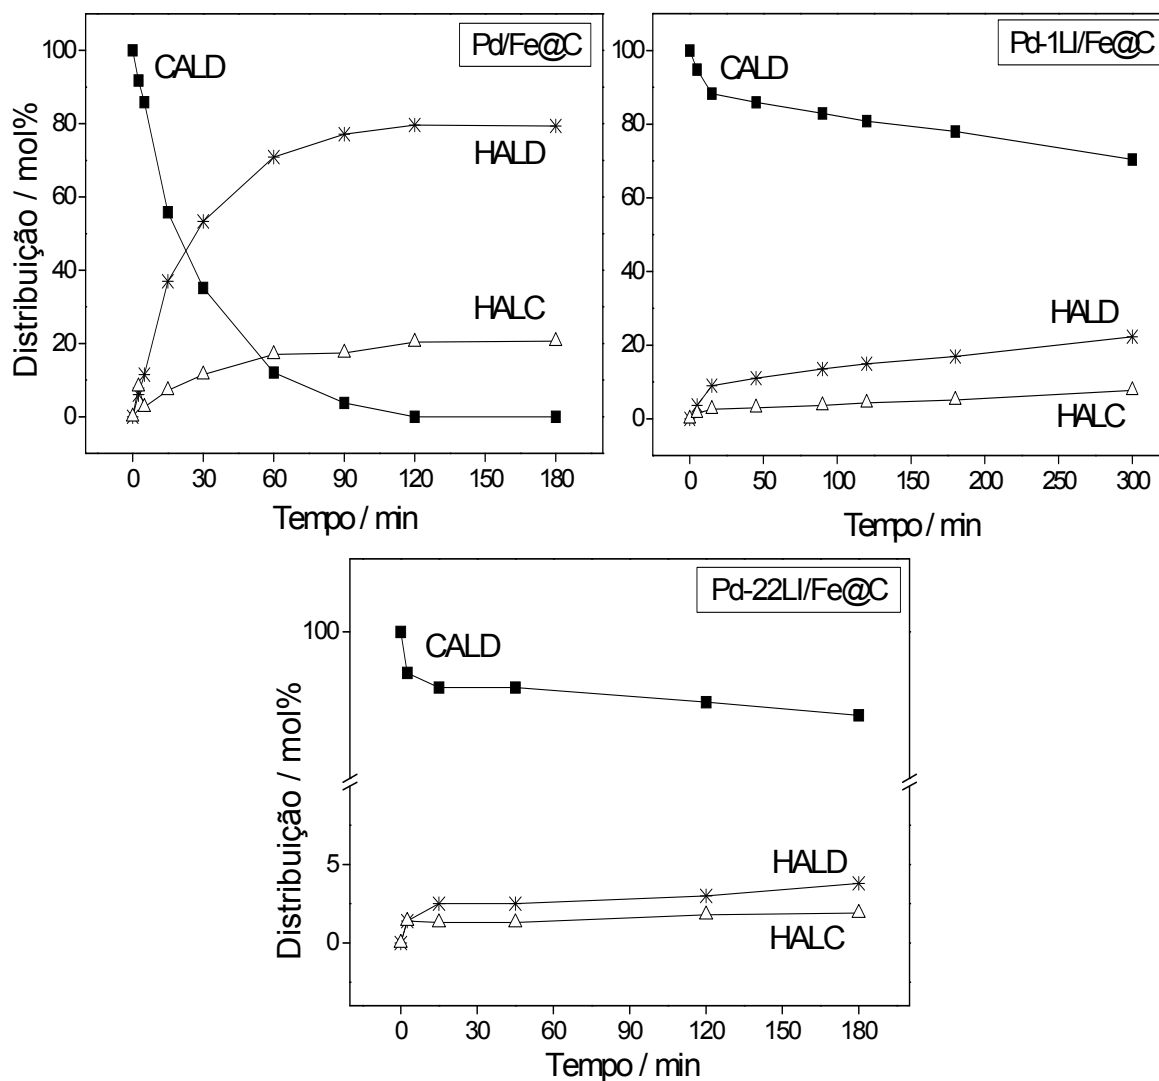 Pd/Fe@C
CALD
HALD
HALC
Distribuição / mol%
100
80
60
40
20
0
0 30 60 90 120 150 180
Tempo / min
Pd-1LI/Fe@C
CALD
HALD
HALC
100
80
60
40
20
0
0 50 100 150 200 250 300
Tempo / min
Pd-22LI/Fe@C
CALD
HALD
HALC
Distribuição / mol%
100
5
0
0 30 60 90 120 150 180
Tempo / min